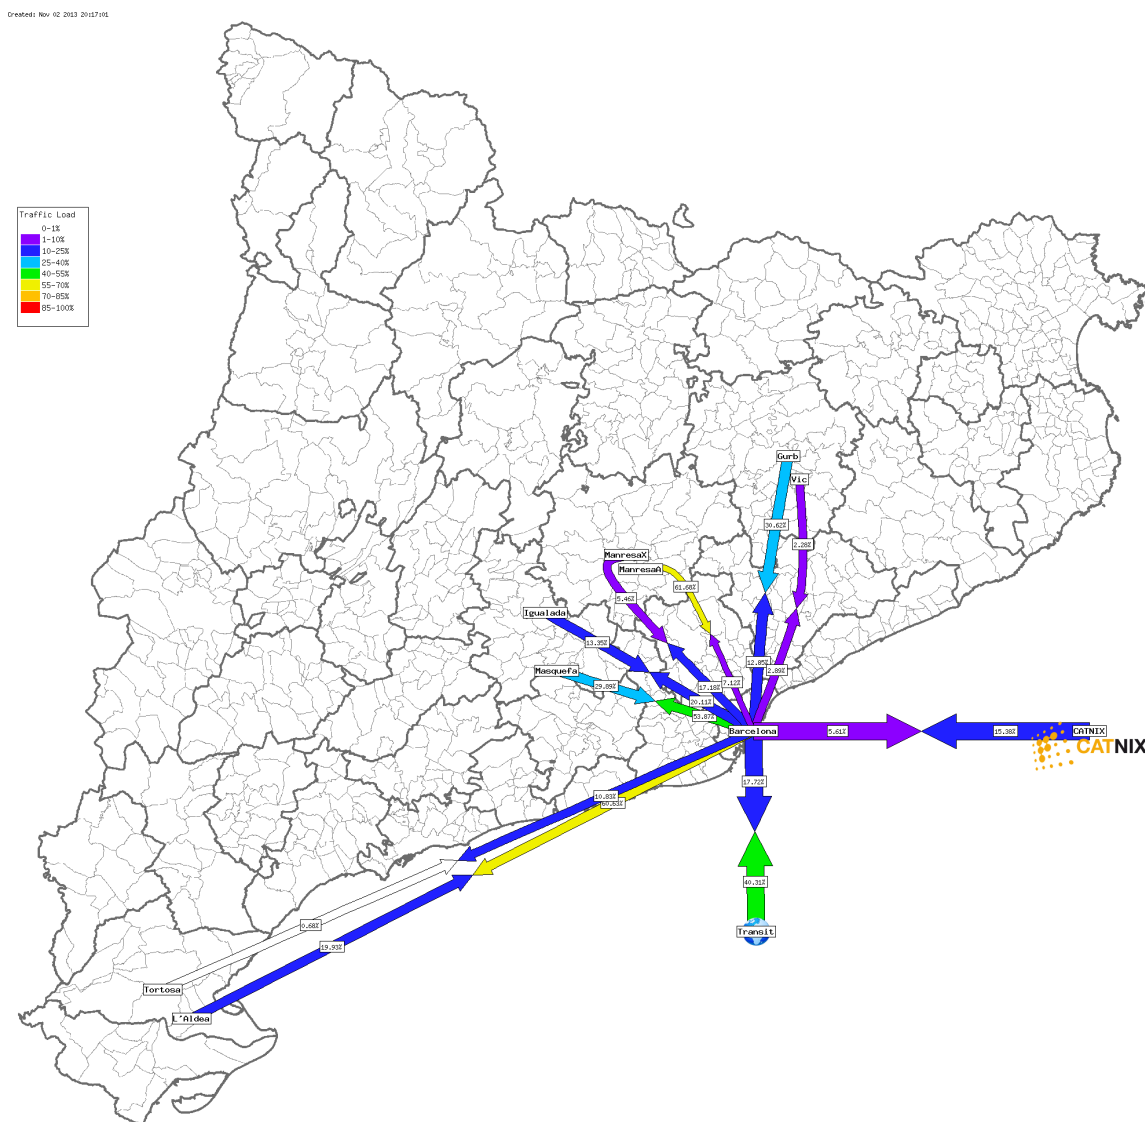 Created: Nov 02 2013 20:17:01
Traffic Load
0-1%
1-10%
10-25%
25-40%
40-55%
55-70%
70-85%
85-100%
Gurb
Vic
30.62%
2.28%
ManresaX
ManresaA
61.68%
5.46%
Igualada
13.35%
12.85%
2.89%
Masquefa
7.12%
29.89%
17.18%
20.11%
53.87%
Barcelona
5.61%
15.38%
CATNIX
CATNIX
17.72%
10.83%
60.63%
40.31%
0.68%
Transit
19.93%
Tortosa
L'Aldea